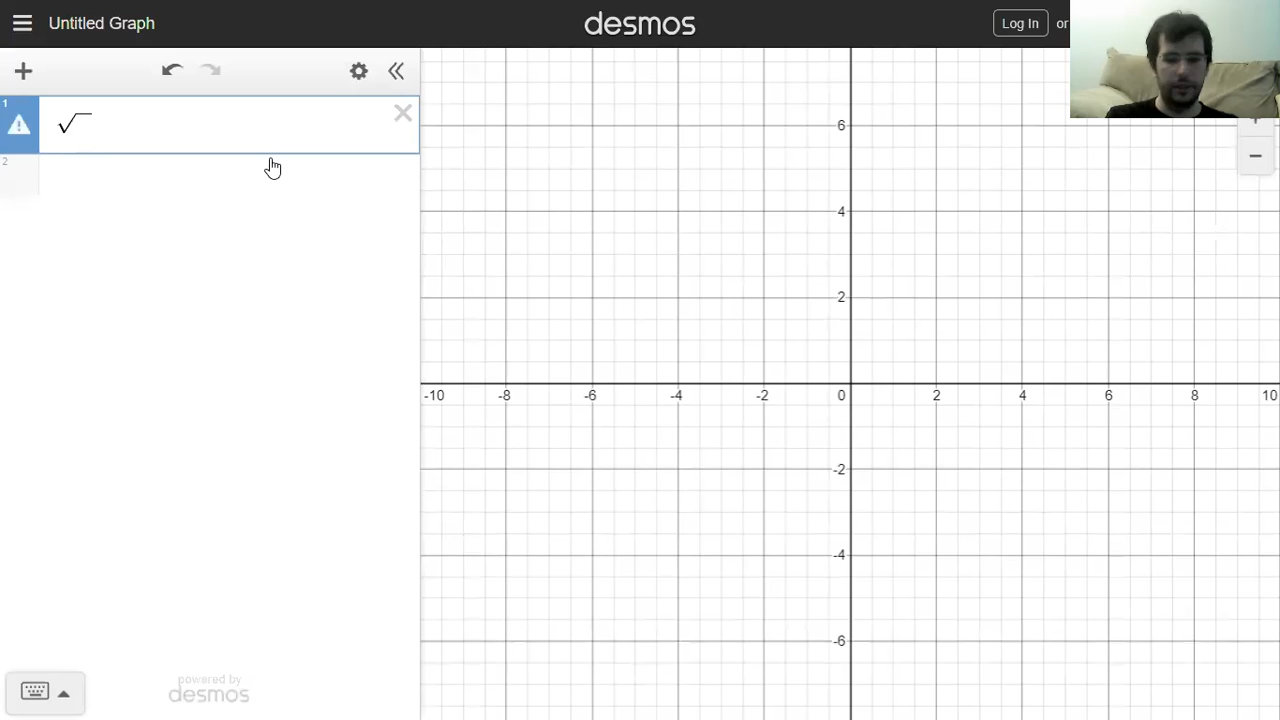 Untitled Graph
desmos
Log In or
1
√
2
6
4
2
-10 -8 -6 -4 -2 0 2 4 6 8 10
-2
-4
-6
powered by
desmos